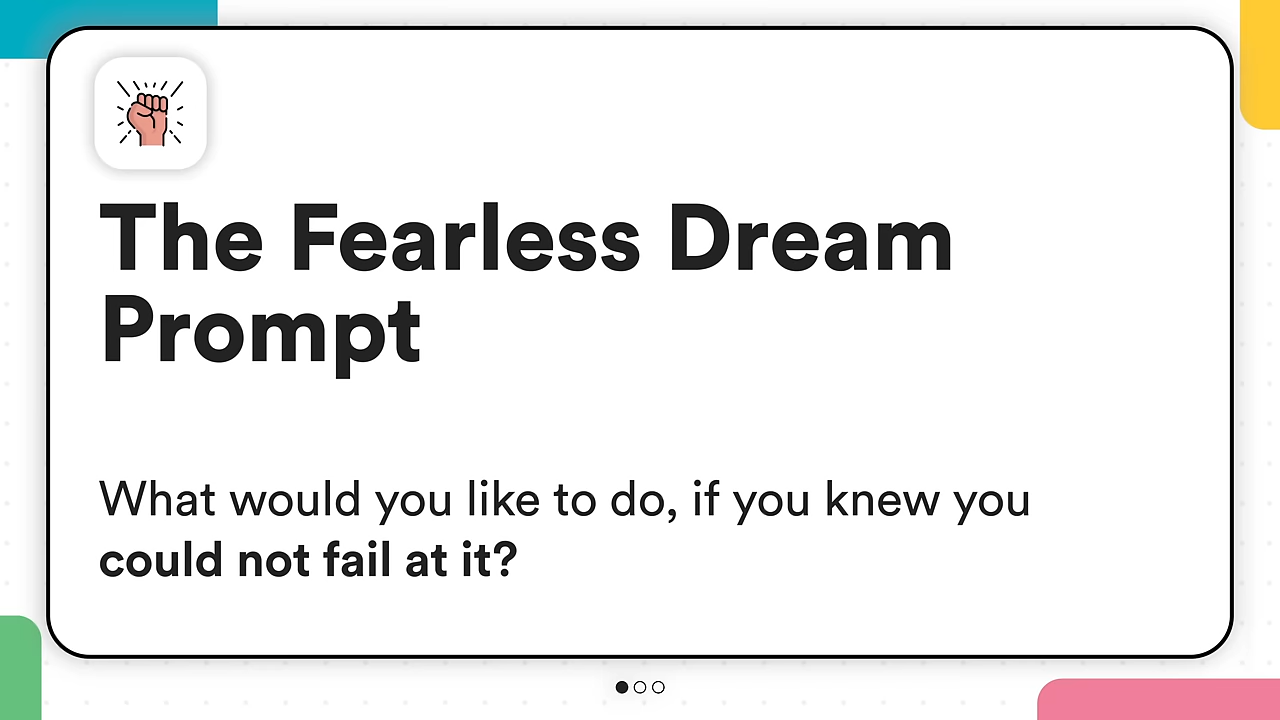 The Fearless Dream
Prompt
What would you like to do, if you knew you
could not fail at it?